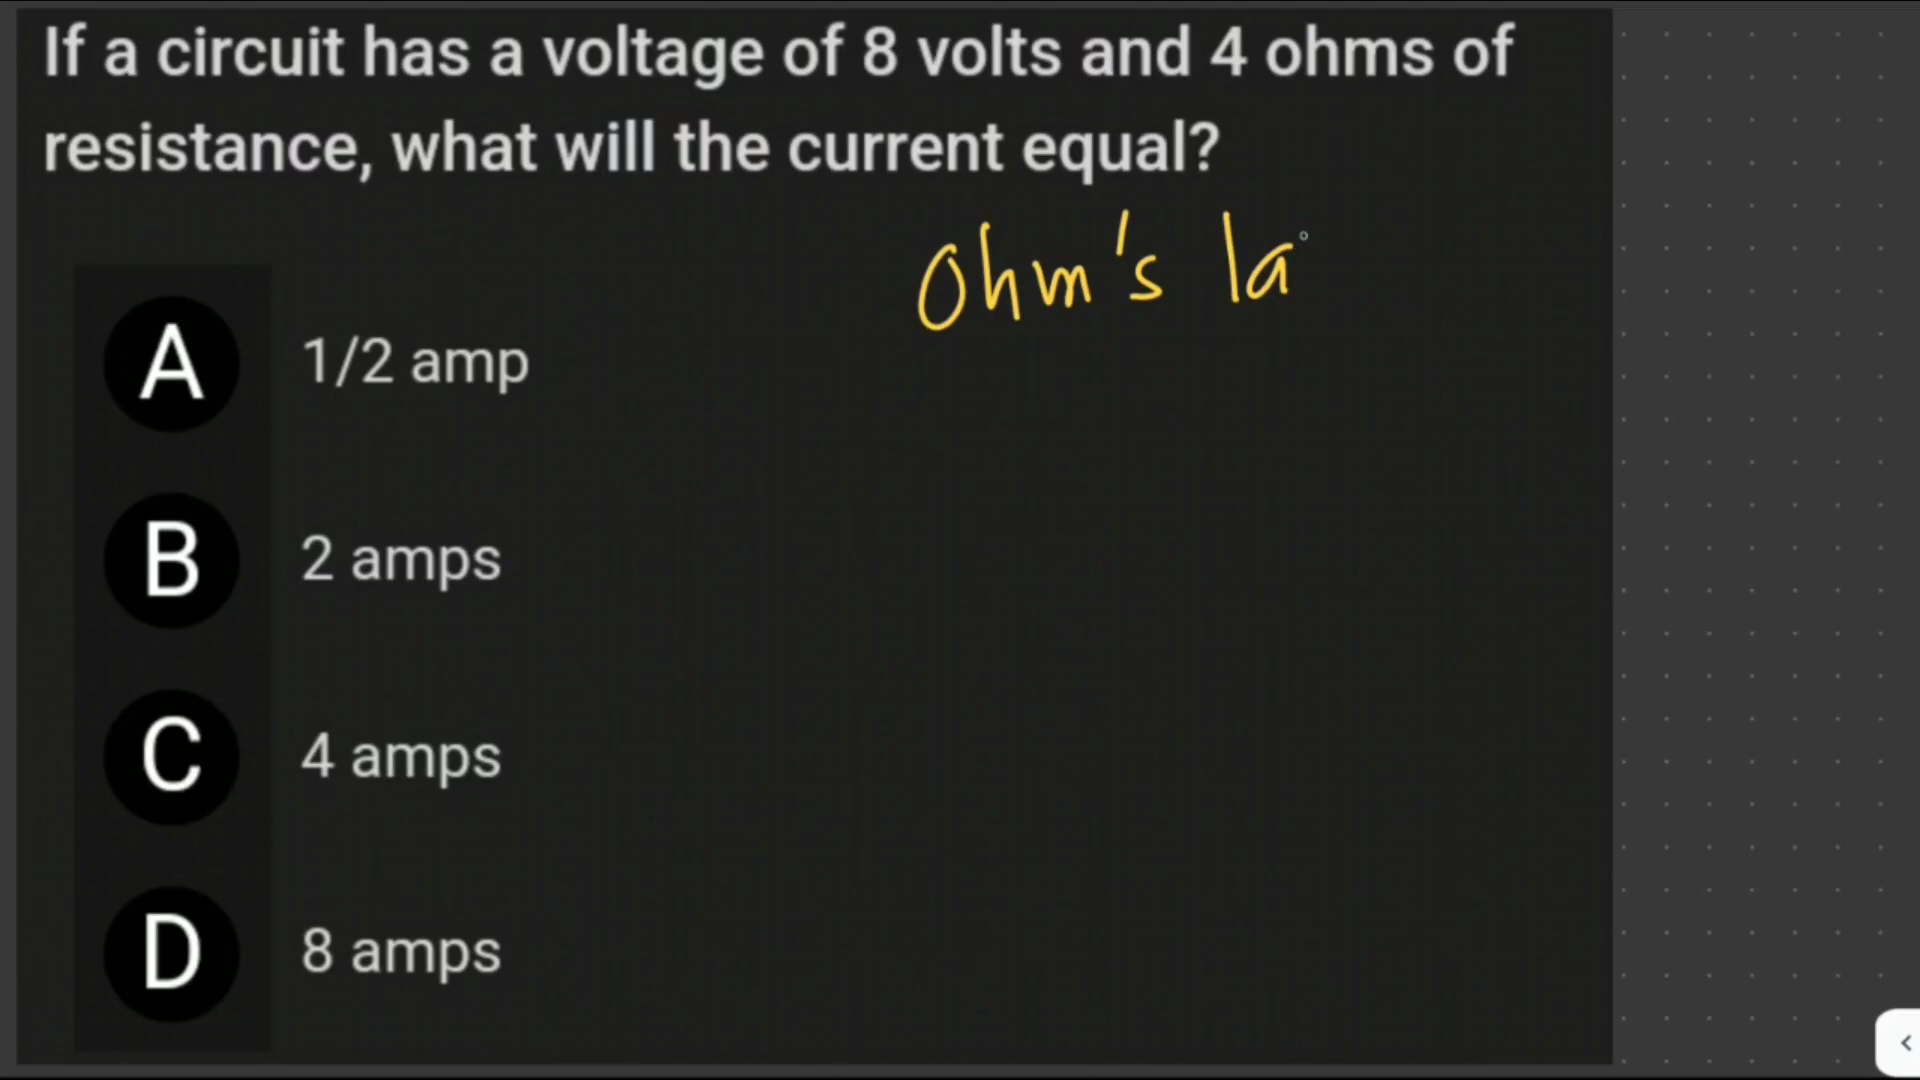 If a circuit has a voltage of 8 volts and 4 ohms of
resistance, what will the current equal?
Ohm's la
A 1/2 amp
B 2 amps
C 4 amps
D 8 amps